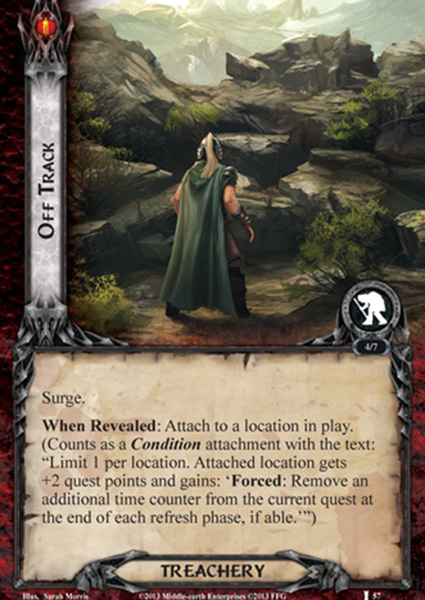 OFF TRACK
4/7
Surge.
When Revealed: Attach to a location in play.
(Counts as a Condition attachment with the text:
“Limit 1 per location. Attached location gets
+2 quest points and gains: ‘Forced: Remove an
additional time counter from the current quest at
the end of each refresh phase, if able.’”)
TREACHERY
Illus. Sarah Morris ©2013 Middle-earth Enterprises ©2013 FFG 57